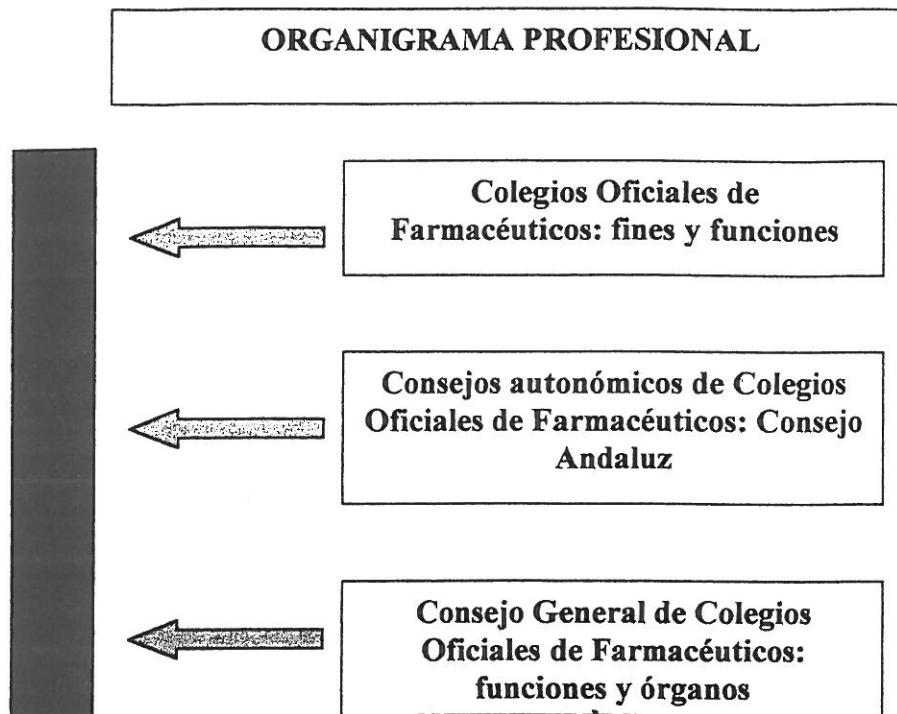 ORGANIGRAMA PROFESIONAL
Colegios Oficiales de
Farmacéuticos: fines y funciones
Consejos autonómicos de Colegios
Oficiales de Farmacéuticos: Consejo
Andaluz
Consejo General de Colegios
Oficiales de Farmacéuticos:
funciones y órganos